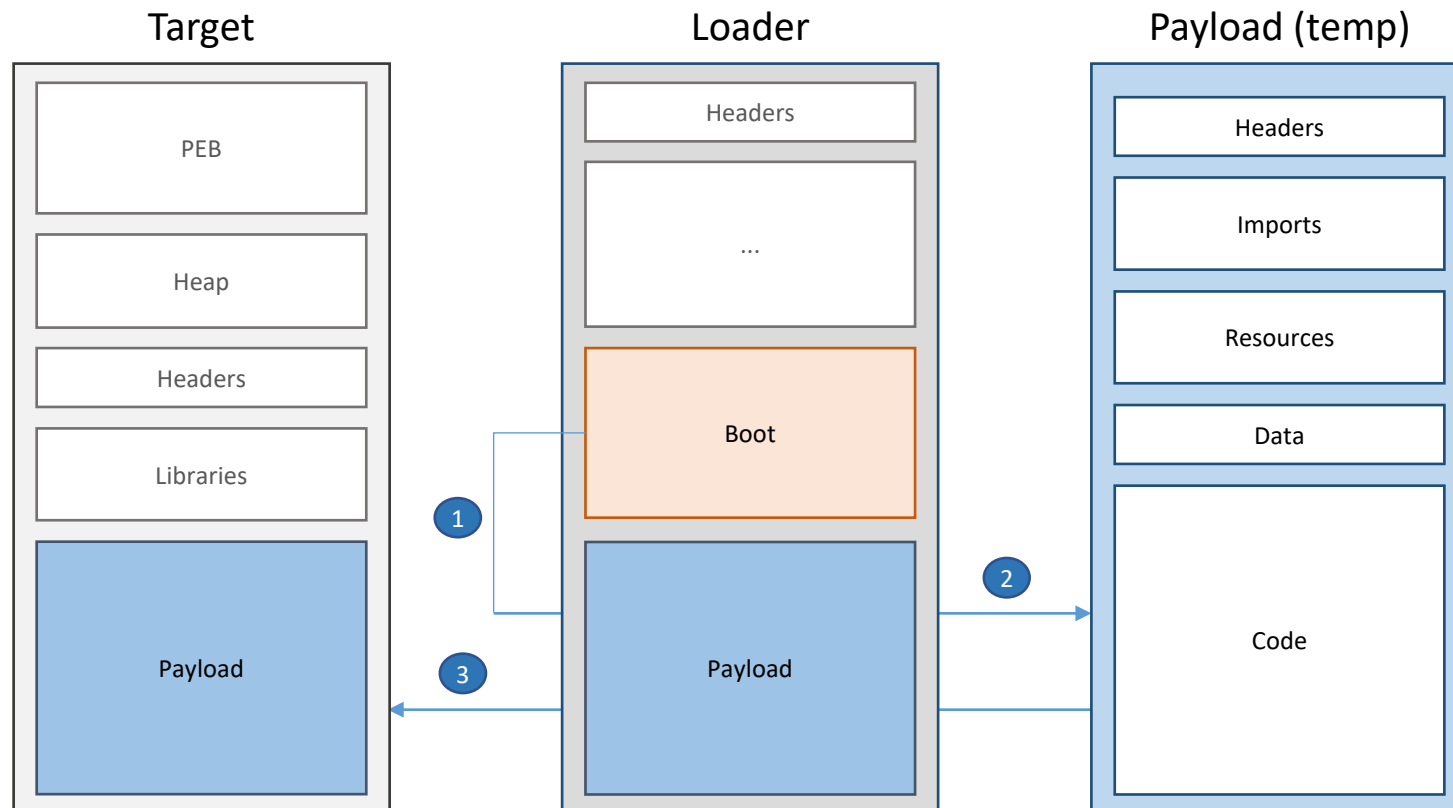 Target
Loader
Payload (temp)
PEB
Heap
Headers
Libraries
Payload
1
3
Headers
...
Boot
Payload
2
Headers
Imports
Resources
Data
Code